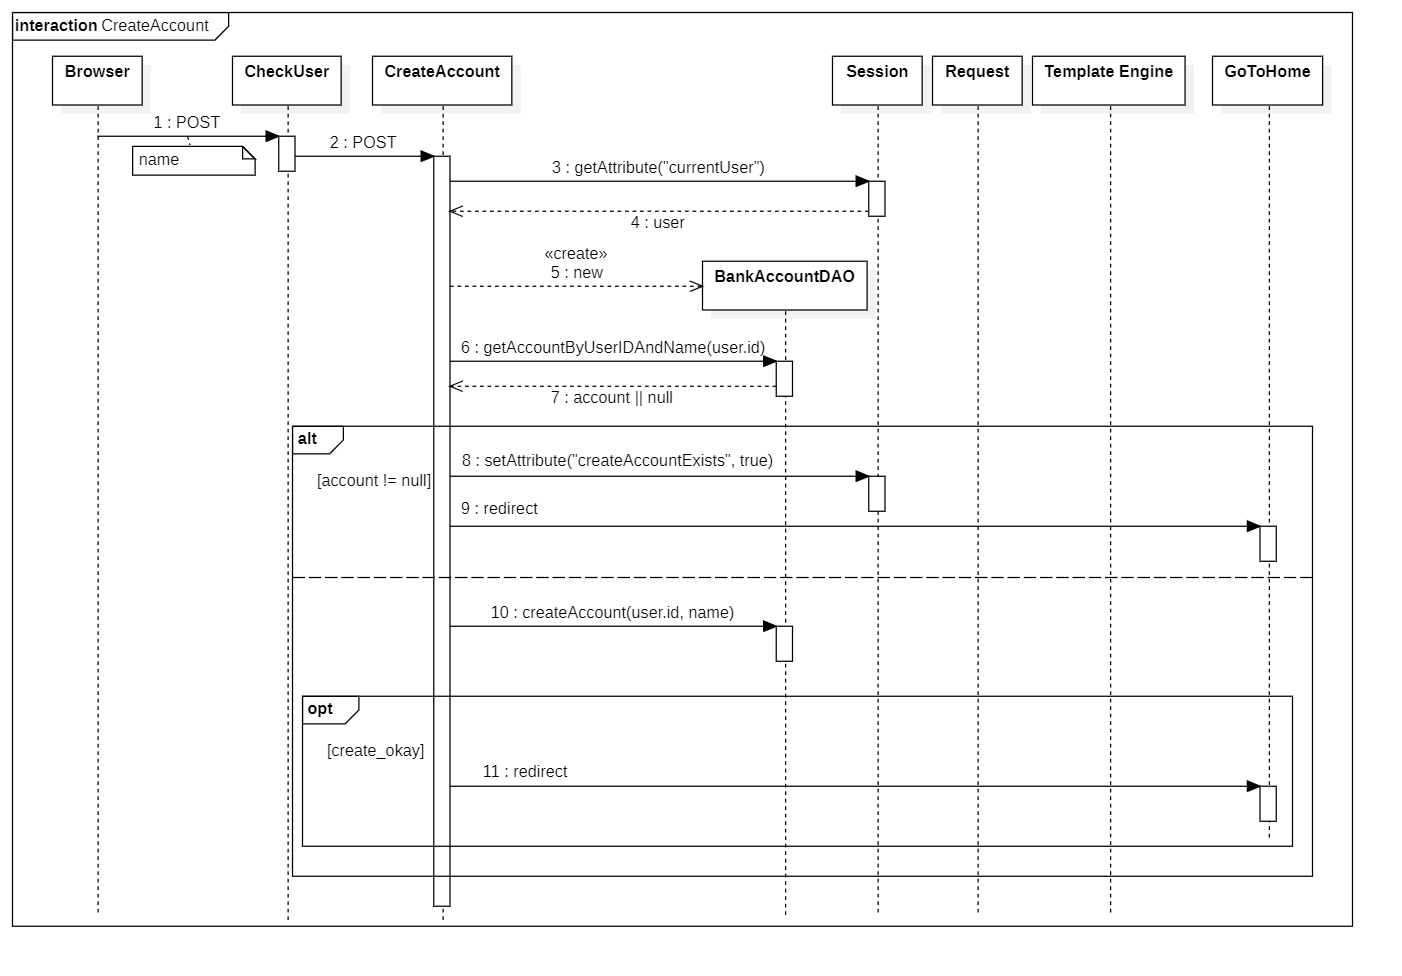 interaction CreateAccount
Browser
CheckUser
CreateAccount
Session
Request
Template Engine
GoToHome
1 : POST
name
2 : POST
3 : getAttribute("currentUser")
4 : user
«create»
5 : new
BankAccountDAO
6 : getAccountByUserIDAndName(user.id)
7 : account || null
alt
[account != null]
8 : setAttribute("createAccountExists", true)
9 : redirect
10 : createAccount(user.id, name)
opt
[create_okay]
11 : redirect